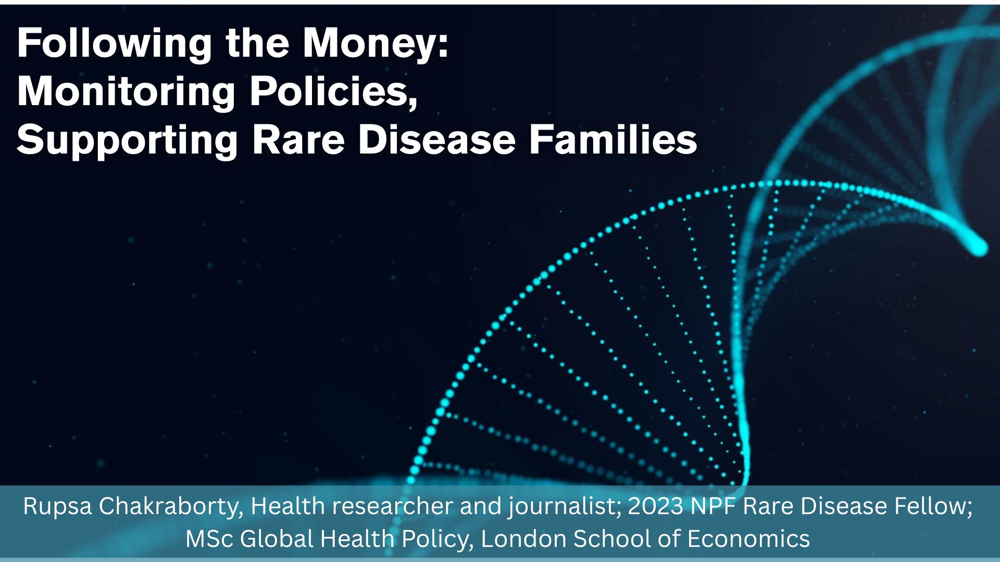 Following the Money:
Monitoring Policies,
Supporting Rare Disease Families
Rupsa Chakraborty, Health researcher and journalist; 2023 NPF Rare Disease Fellow;
MSc Global Health Policy, London School of Economics